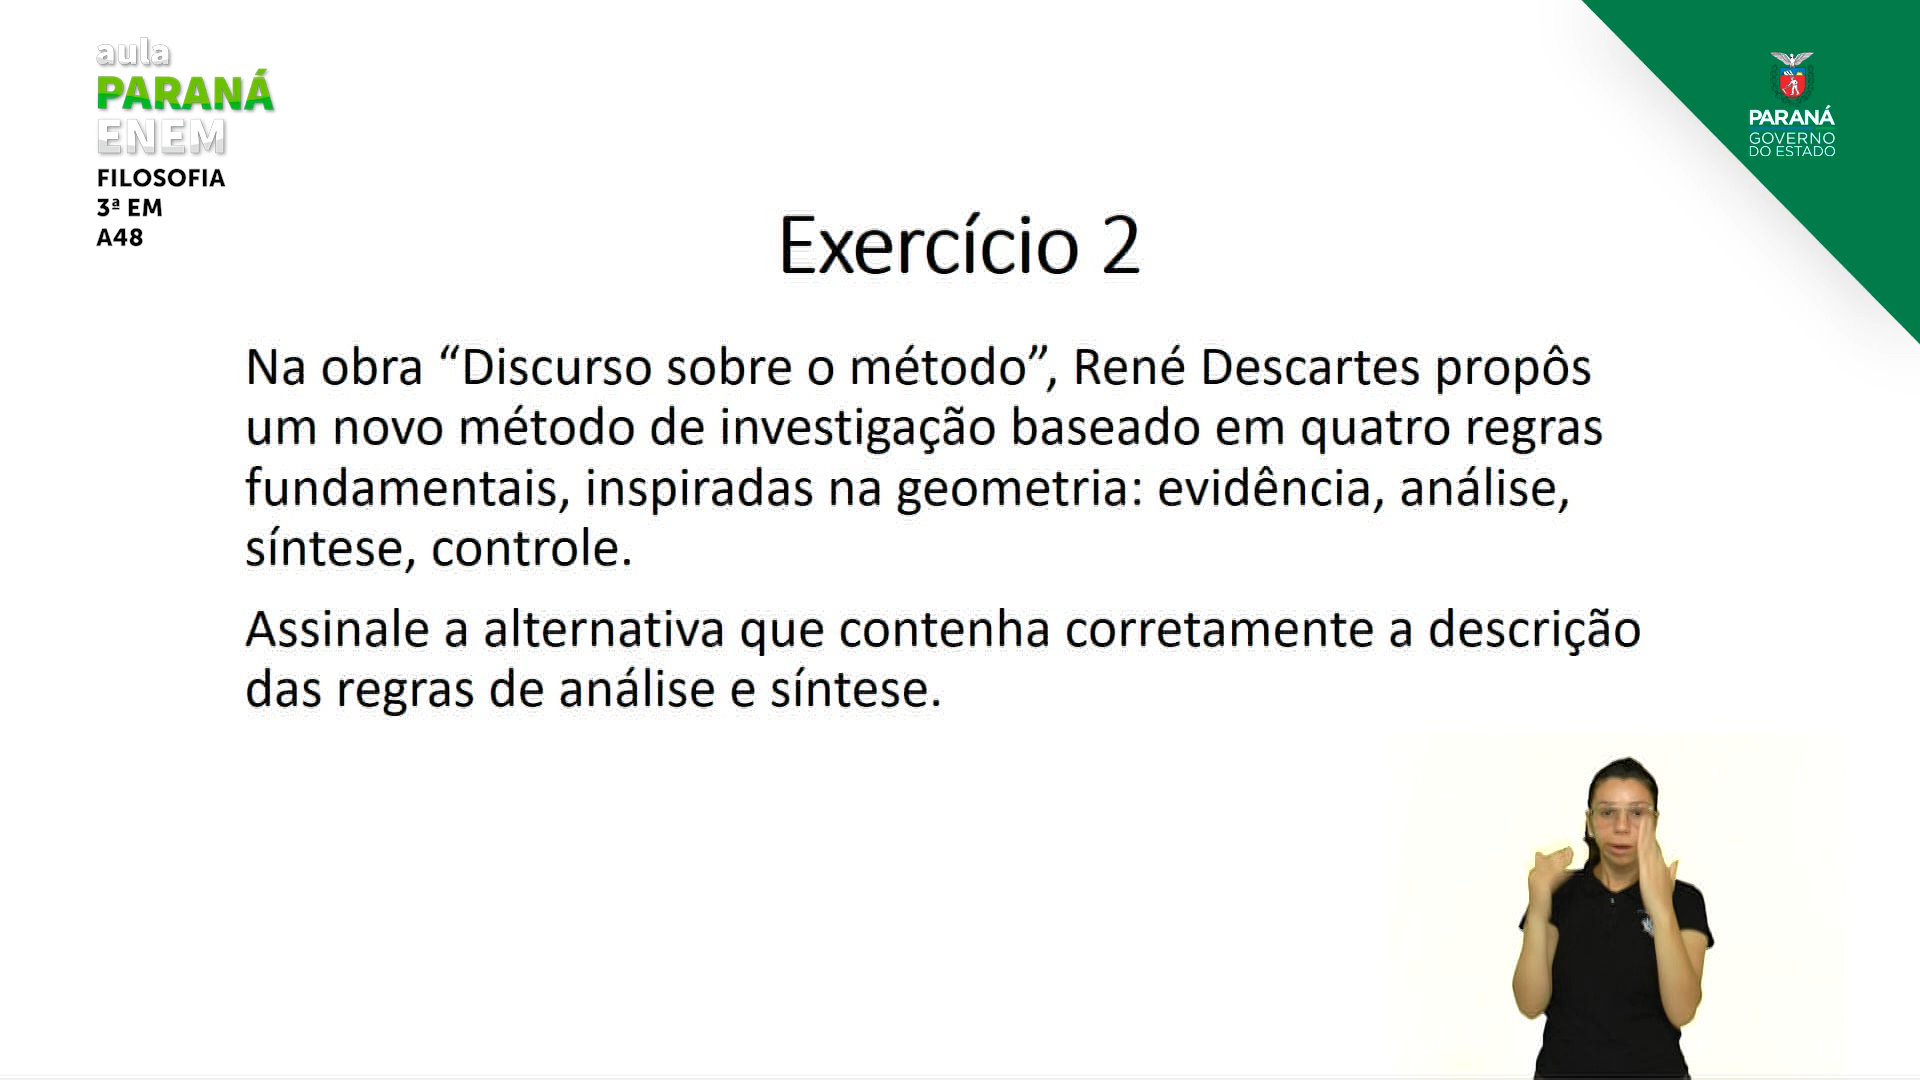 aula
PARANÁ
ENEM
FILOSOFIA
3ª EM
A48
PARANÁ
GOVERNO
DO ESTADO
Exercício 2
Na obra “Discurso sobre o método”, René Descartes propôs
um novo método de investigação baseado em quatro regras
fundamentais, inspiradas na geometria: evidência, análise,
síntese, controle.
Assinale a alternativa que contenha corretamente a descrição
das regras de análise e síntese.